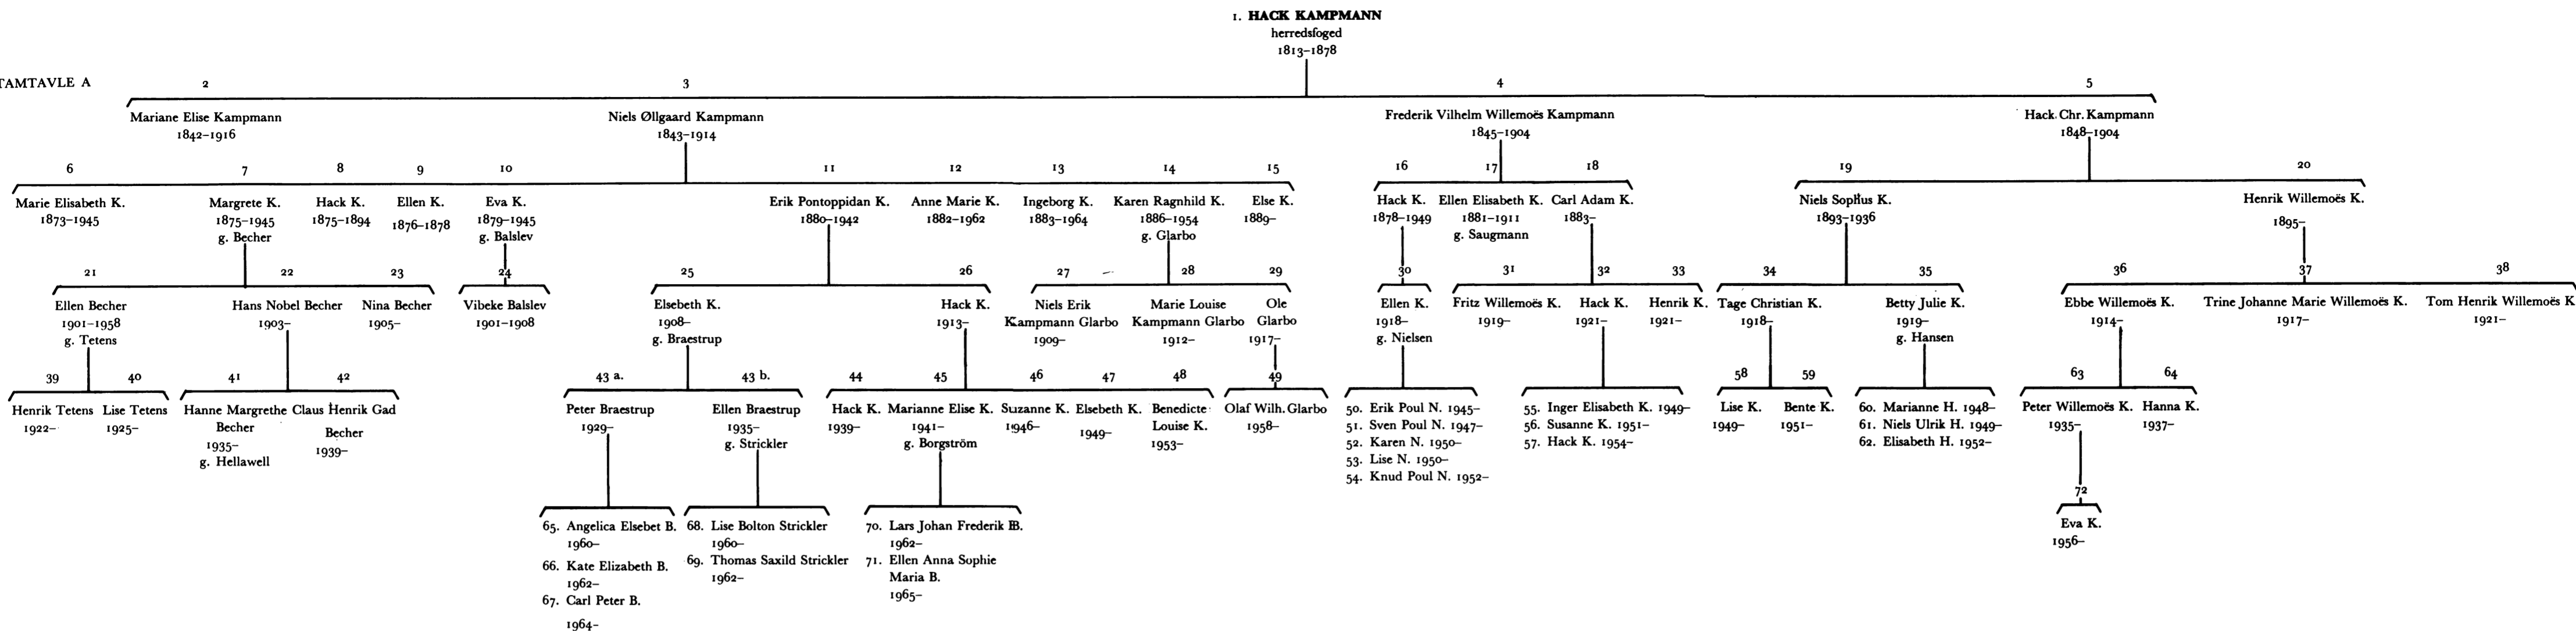 1. HACK KAMPMANN
herredsfoged
1813–1878
TAMTAVLE A
2 3 4 5
Mariane Elise Kampmann Niels Øllgaard Kampmann Frederik Vilhelm Willemoës Kampmann Hack Chr. Kampmann
1842–1916 1843–1914 1845–1904 1848–1904
6 7 8 9 10 11 12 13 14 15 16 17 18 19 20
Marie Elisabeth K. Margrete K. Hack K. Ellen K. Eva K. Erik Pontoppidan K. Anne Marie K. Ingeborg K. Karen Ragnhild K. Else K. Hack K. Ellen Elisabeth K. Carl Adam K. Niels Sophus K. Henrik Willemoës K.
1873–1945 1875–1945 1875–1894 1876–1878 1879–1945 1880–1942 1882–1962 1883–1964 1886–1954 1889– 1878–1949 1881–1911 1883– 1893–1936 1895–
g. Becher g. Balslev g. Glarbo g. Saugmann
21 22 23 24 25 26 27 28 29 30 31 32 33 34 35 36 37 38
Ellen Becher Hans Nobel Becher Nina Becher Vibeke Balslev Elsebeth K. Hack K. Niels Erik Marie Louise Ole Ellen K. Fritz Willemoës K. Hack K. Henrik K. Tage Christian K. Betty Julie K. Ebbe Willemoës K. Trine Johanne Marie Willemoës K. Tom Henrik Willemoës K
1901–1958 1903– 1905– 1901–1908 1908– 1913– Kampmann Glarbo Kampmann Glarbo Glarbo 1918– 1919– 1921– 1921– 1918– 1919– 1914– 1917– 1921–
g. Tetens g. Braestrup 1909– 1912– 1917– g. Nielsen g. Hansen
39 40 41 42 43 a. 43 b. 44 45 46 47 48 49 58 59 63 64
Henrik Tetens Lise Tetens Hanne Margrethe Claus Henrik Gad Peter Braestrup Ellen Braestrup Hack K. Marianne Elise K. Suzanne K. Elsebeth K. Benedicte Olaf Wilh. Glarbo 50. Erik Poul N. 1945– 55. Inger Elisabeth K. 1949– Lise K. Bente K. 60. Marianne H. 1948– Peter Willemoës K. Hanna K.
1922– 1925– Becher Becher 1929– 1935– 1939– 1941– 1946– 1949– Louise K. 1958– 51. Sven Poul N. 1947– 56. Susanne K. 1951– 1949– 1951– 61. Niels Ulrik H. 1949– 1935– 1937–
1935– 1939– g. Strickler g. Borgström 1953– 52. Karen N. 1950– 57. Hack K. 1954– 62. Elisabeth H. 1952–
g. Hellawell 53. Lise N. 1950–
54. Knud Poul N. 1952–
72
65. Angelica Elsebet B. 68. Lise Bolton Strickler 70. Lars Johan Frederik B. Eva K.
1960– 1960– 1962– 1956–
66. Kate Elizabeth B. 69. Thomas Saxild Strickler 71. Ellen Anna Sophie
1962– 1962– Maria B.
67. Carl Peter B. 1965–
1964–